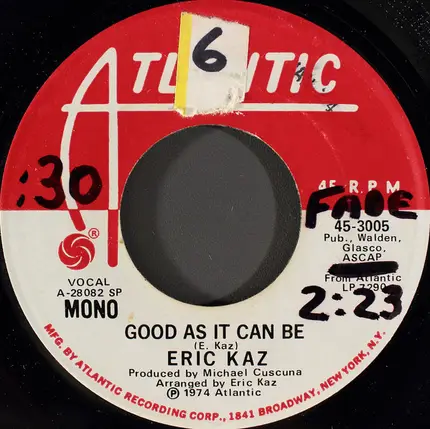 6
ATLANTIC
45 R.P.M.
:30
FADE
45-3005
Pub., Walden,
Glasco,
ASCAP
From Atlantic
LP 7290
2:23
®
VOCAL
A-28082 SP
MONO
GOOD AS IT CAN BE
(E. Kaz)
ERIC KAZ
Produced by Michael Cuscuna
Arranged by Eric Kaz
Ⓟ 1974 Atlantic
MFG. BY ATLANTIC RECORDING CORP., 1841 BROADWAY, NEW YORK, N.Y.